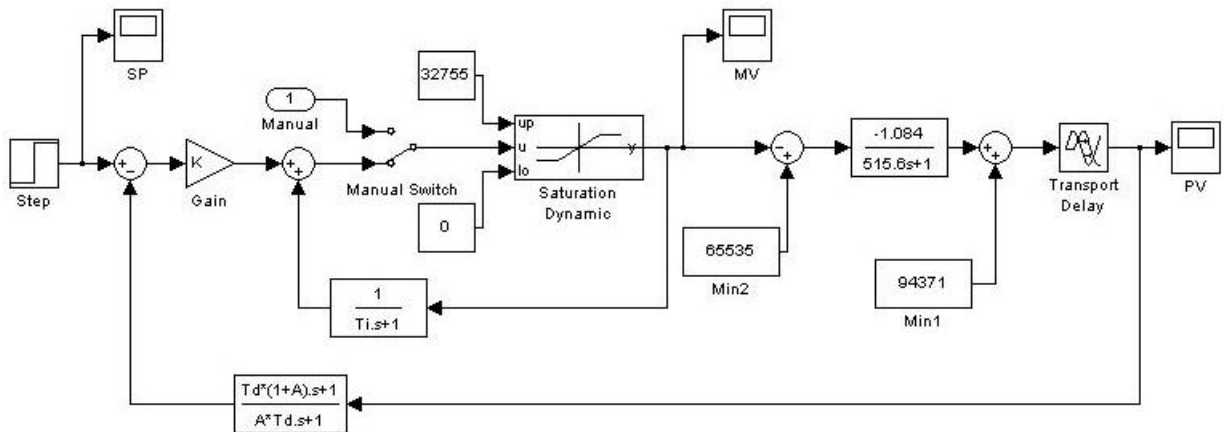 SP
MV
32755
1
Manual
up
u
lo
y
Step
+
-
K
Gain
+
+
Manual Switch
Saturation
Dynamic
0
-
+
-1.084
515.6s+1
+
+
Transport
Delay
PV
65535
Min2
94371
Min1
1
Ti.s+1
Td*(1+A).s+1
A*Td.s+1